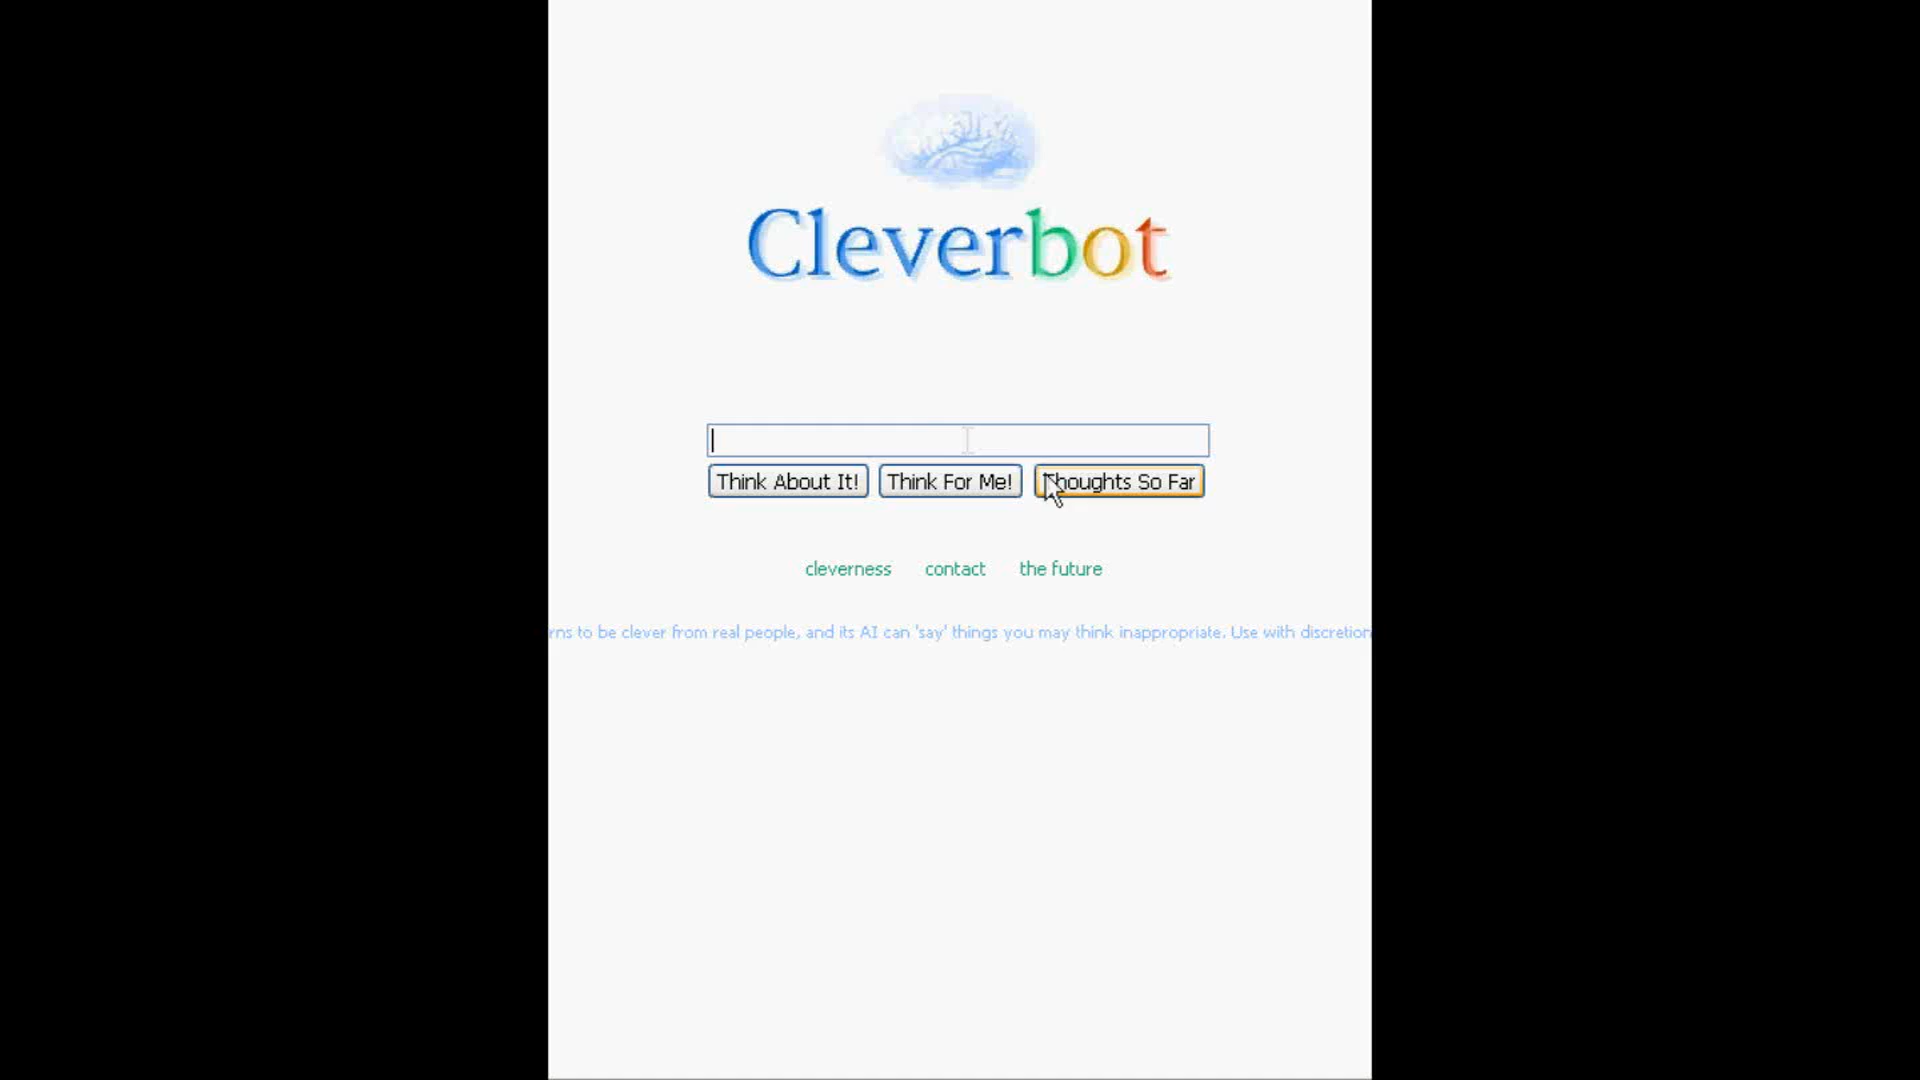 Cleverbot
Think About It!
Think For Me!
Thoughts So Far
cleverness
contact
the future
to be clever from real people, and its AI can 'say' things you may think inappropriate. Use with discretion